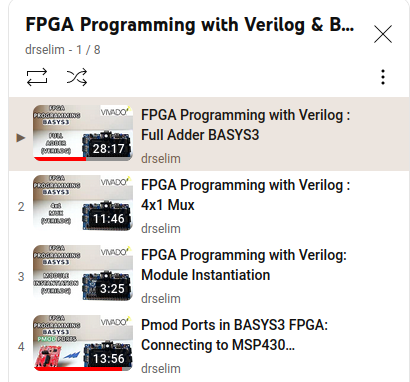 FPGA Programming with Verilog & B...
drselim - 1 / 8
FPGA
PROGRAMMING
BASYS3
VIVADO
FULL
ADDER
(VERILOG)
28:17
FPGA Programming with Verilog :
Full Adder BASYS3
drselim
2
FPGA
PROGRAMMING
BASYS3
VIVADO
4x1
MUX
(VERILOG)
11:46
FPGA Programming with Verilog :
4x1 Mux
drselim
3
FPGA
PROGRAMMING
BASYS3
VIVADO
MODULE
INSTANTIATION
(VERILOG)
3:25
FPGA Programming with Verilog:
Module Instantiation
drselim
4
FPGA
PROGRAMMING
BASYS3
VIVADO
PMOD PORTS
13:56
Pmod Ports in BASYS3 FPGA:
Connecting to MSP430...
drselim